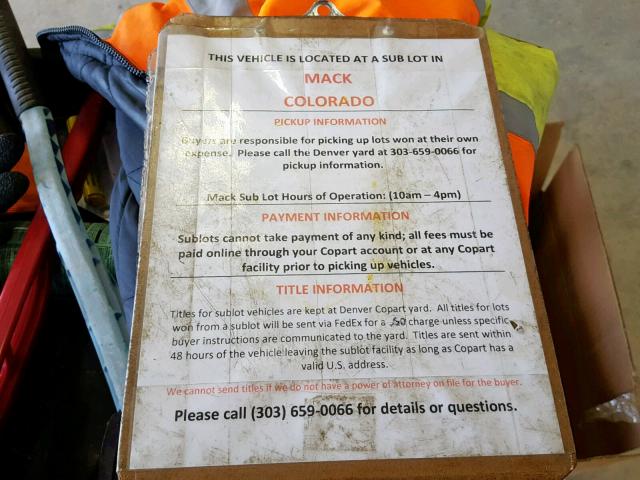 THIS VEHICLE IS LOCATED AT A SUB LOT IN
MACK
COLORADO
PICKUP INFORMATION
Buyers are responsible for picking up lots won at their own
expense. Please call the Denver yard at 303-659-0066 for
pickup information.
Mack Sub Lot Hours of Operation: (10am – 4pm)
PAYMENT INFORMATION
Sublots cannot take payment of any kind; all fees must be
paid online through your Copart account or at any Copart
facility prior to picking up vehicles.
TITLE INFORMATION
Titles for sublot vehicles are kept at Denver Copart yard. All titles for lots
won from a sublot will be sent via FedEx for a charge unless specific
buyer instructions are communicated to the yard. Titles are sent within
48 hours of the vehicle leaving the sublot facility as long as Copart has a
valid U.S. address.
We cannot send titles if we do not have a power of attorney on file for the buyer.
Please call (303) 659-0066 for details or questions.